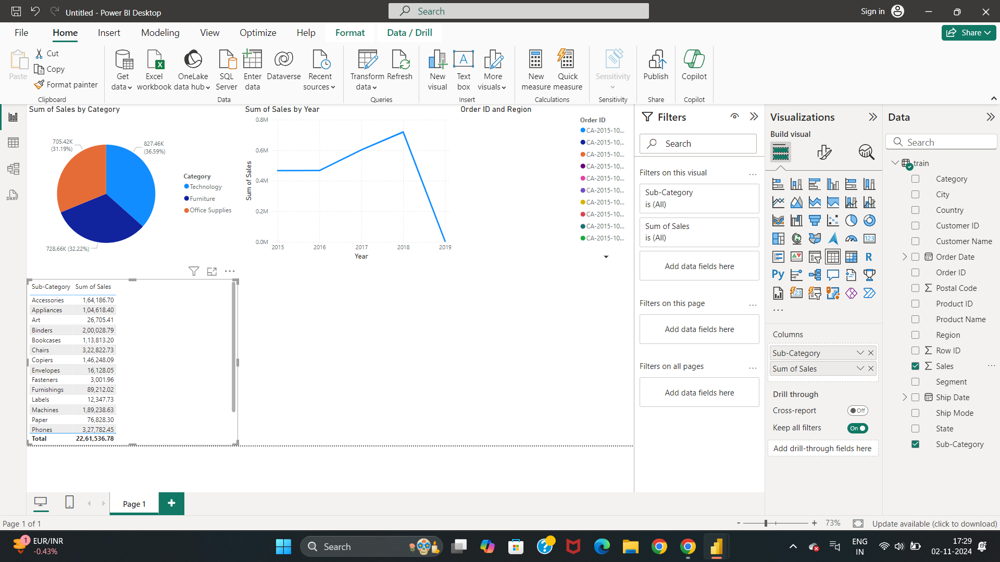 Untitled - Power BI Desktop
Search
Sign in
File
Home
Insert
Modeling
View
Optimize
Help
Format
Data / Drill
Share
Paste
Cut
Copy
Format painter
Clipboard
Get data
Excel workbook
OneLake data hub
SQL Server
Enter data
Dataverse
Recent sources
Data
Transform data
Refresh
Queries
New visual
Text box
More visuals
Insert
New measure
Quick measure
Calculations
Sensitivity
Sensitivity
Publish
Share
Copilot
Copilot
Sum of Sales by Category
705.42K
(31.19%)
827.46K
(36.59%)
728.66K (32.22%)
Category
Technology
Furniture
Office Supplies
Sum of Sales by Year
Sum of Sales
0.8M
0.6M
0.4M
0.2M
0.0M
2015
2016
2017
2018
2019
Year
Order ID and Region
Order ID
CA-2015-10...
CA-2015-10...
CA-2015-10...
CA-2015-10...
CA-2015-10...
CA-2015-10...
CA-2015-10...
CA-2015-10...
CA-2015-10...
CA-2015-10...
Sub-Category Sum of Sales
Accessories 1,64,186.70
Appliances 1,04,618.40
Art 26,705.41
Binders 2,00,028.79
Bookcases 1,13,813.20
Chairs 3,22,822.73
Copiers 1,46,248.09
Envelopes 16,128.05
Fasteners 3,001.96
Furnishings 89,212.02
Labels 12,347.73
Machines 1,89,238.63
Paper 76,828.30
Phones 3,27,782.45
Total 22,61,536.78
Filters
Search
Filters on this visual
...
Sub-Category
is (All)
Sum of Sales
is (All)
Add data fields here
Filters on this page
...
Add data fields here
Filters on all pages
...
Add data fields here
Visualizations
Build visual
123
R
Py
123
...
Columns
Sub-Category
Sum of Sales
Drill through
Cross-report
Off
Keep all filters
On
Add drill-through fields here
Data
Search
train
Category
City
Country
Customer ID
Customer Name
Order Date
Order ID
Postal Code
Product ID
Product Name
Region
Row ID
Sales
...
Segment
Ship Date
Ship Mode
State
Sub-Category
DAX
Page 1
+
Page 1 of 1
-
+
73%
Update available (click to download)
1
EUR/INR
-0.43%
Search
ENG
IN
17:29
02-11-2024